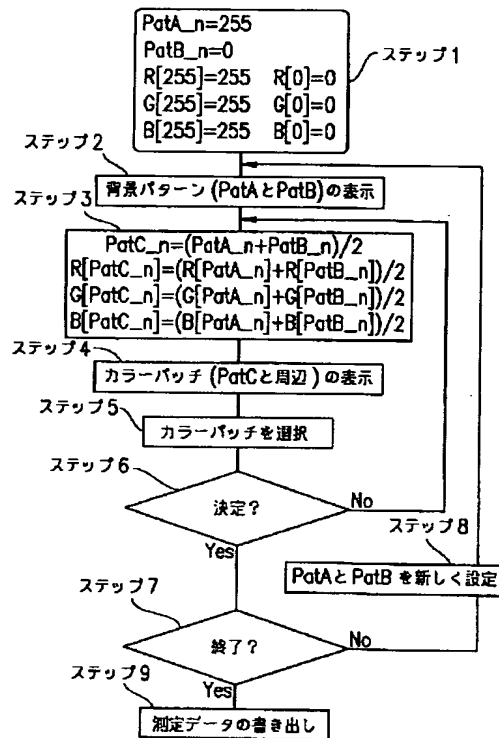 PatA_n=255
PatB_n=0
R[255]=255 R[0]=0
G[255]=255 G[0]=0
B[255]=255 B[0]=0
ステップ1
ステップ2
背景パターン(PatAとPatB)の表示
ステップ3
PatC_n=(PatA_n+PatB_n)/2
R[PatC_n]=(R[PatA_n]+R[PatB_n])/2
G[PatC_n]=(G[PatA_n]+G[PatB_n])/2
B[PatC_n]=(B[PatA_n]+B[PatB_n])/2
ステップ4
カラーパッチ(PatCと周辺)の表示
ステップ5
カラーパッチを選択
ステップ6
決定?
No
Yes
ステップ8
PatAとPatBを新しく設定
ステップ7
終了?
No
Yes
ステップ9
測定データの書き出し